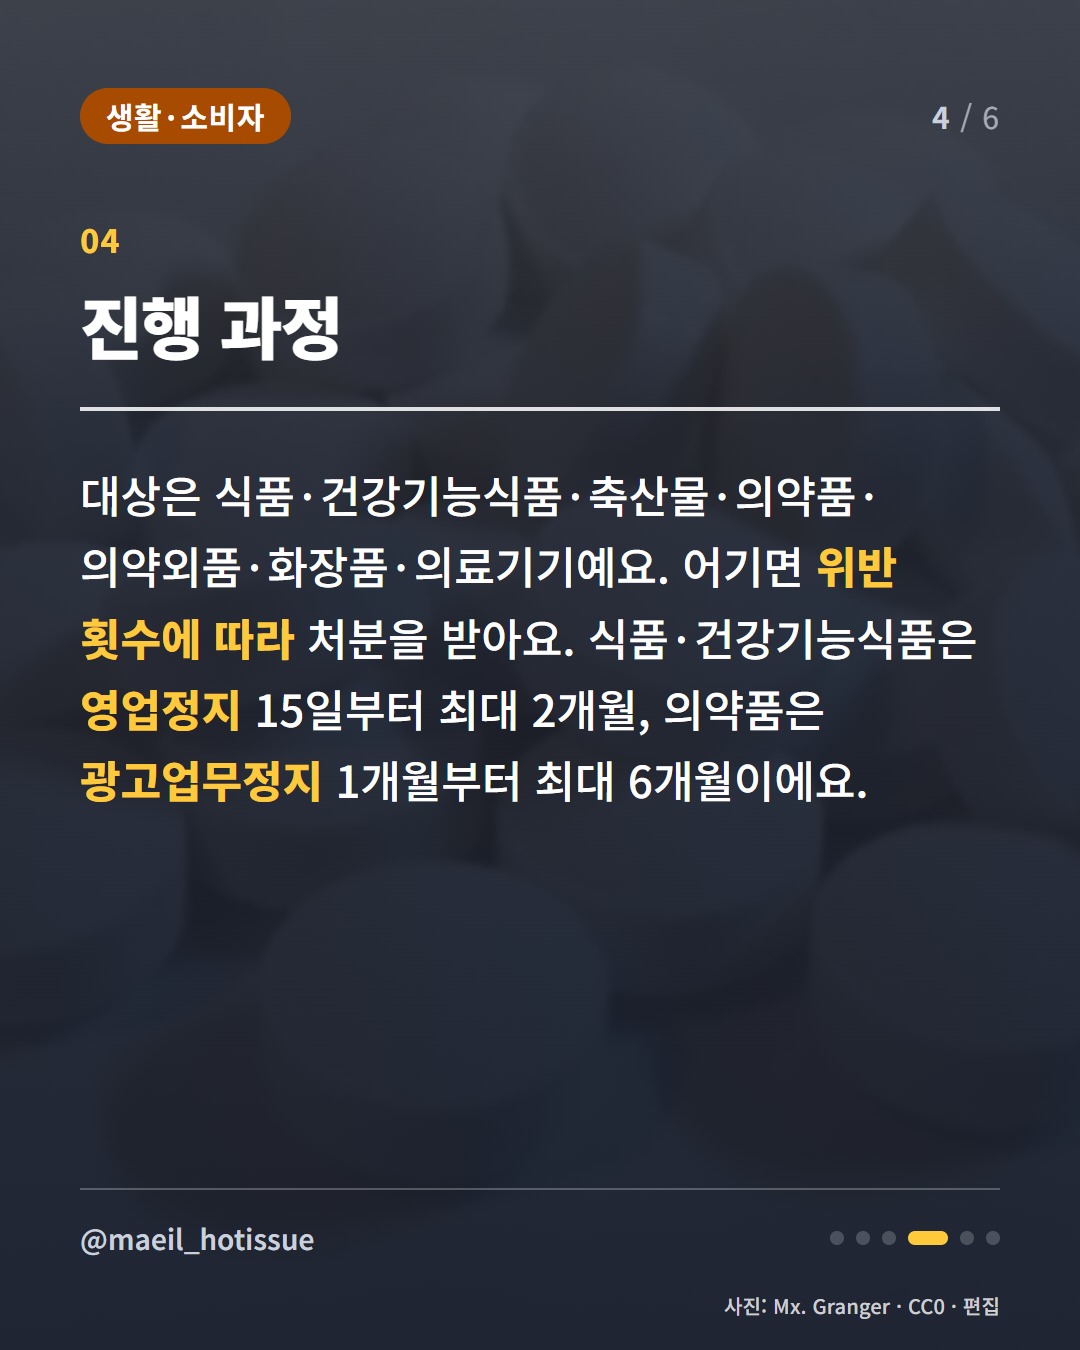 생활·소비자
4 / 6
04
진행 과정
대상은 식품·건강기능식품·축산물·의약품·
의약외품·화장품·의료기기예요. 어기면 위반
횟수에 따라 처분을 받아요. 식품·건강기능식품은
영업정지 15일부터 최대 2개월, 의약품은
광고업무정지 1개월부터 최대 6개월이에요.
@maeil_hotissue
사진: Mx. Granger · CC0 · 편집